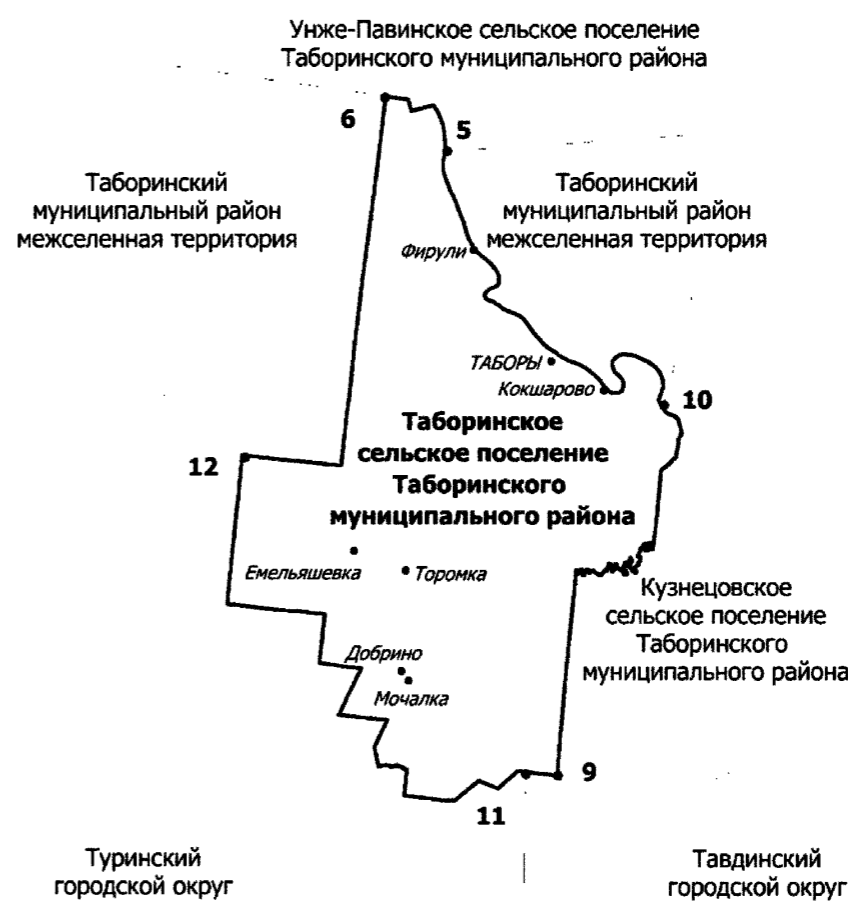 Унже-Павинское сельское поселение
Таборинского муниципального района
6
5
Таборинский
муниципальный район
межселенная территория
Таборинский
муниципальный район
межселенная территория
Фирули
ТАБОРЫ
Кокшарово
10
Таборинское
сельское поселение
Таборинского
муниципального района
12
Емельяшевка
Торомка
Кузнецовское
сельское поселение
Таборинского
муниципального района
Добрино
Мочалка
9
11
Туринский
городской округ
Тавдинский
городской округ